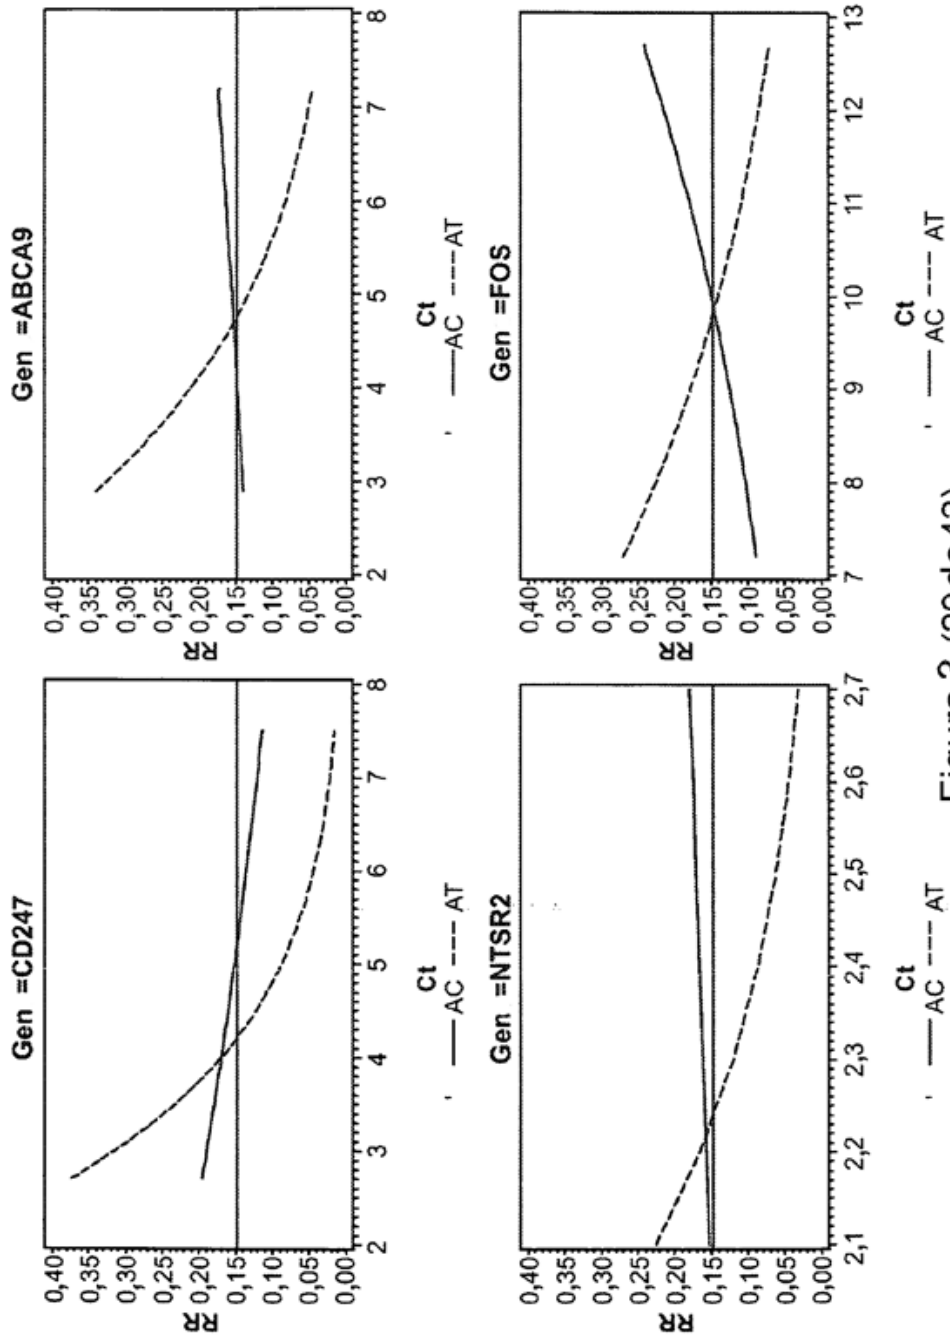 Gen =CD247
RR
0,40
0,35
0,30
0,25
0,20
0,15
0,10
0,05
0,00
2 3 4 5 6 7 8
Ct
AC AT
Gen =ABCA9
RR
0,40
0,35
0,30
0,25
0,20
0,15
0,10
0,05
0,00
2 3 4 5 6 7 8
Ct
AC AT
Gen =NTSR2
RR
0,40
0,35
0,30
0,25
0,20
0,15
0,10
0,05
0,00
2,1 2,2 2,3 2,4 2,5 2,6 2,7
Ct
AC AT
Gen =FOS
RR
0,40
0,35
0,30
0,25
0,20
0,15
0,10
0,05
0,00
7 8 9 10 11 12 13
Ct
AC AT